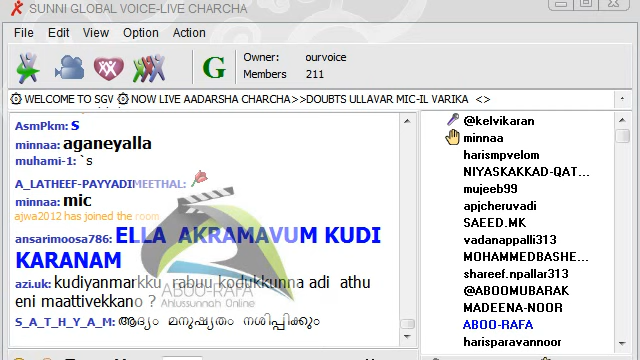 SUNNI GLOBAL VOICE-LIVE CHARCHA
File Edit View Option Action
G
Owner: ourvoice
Members 211
WELCOME TO SGV NOW LIVE AADARSHA CHARCHA>>DOUBTS ULLAVAR MIC-IL VARIKA <>
AsmPkm: s
minnaa: aganeyalla
muhami-1: `s
A_LATHEEF-PAYYADIMEETHAL:
minnaa: mic
ajwa2012 has joined the room
ansarimoosa786: ELLA AKRAMAVUM KUDI
KARANAM
azi.uk: kudiyanmarkku rabuu kodukkunna adi athu
eni maattivekkano ?
S_A_T_H_Y_A_M: ആദ്യം മനുഷ്യതം നശിപ്പിക്കും
ABOO-RAFA
Ahlussunnah Online
@kelvikaran
minnaa
harismpvelom
NIYASKAKKAD-QAT...
mujeeb99
apjcheruvadi
SAEED.MK
vadanappalli313
MOHAMMEDBASHE...
shareef.npallar313
@ABOOMUBARAK
MADEENA-NOOR
ABOO-RAFA
harisparavannor